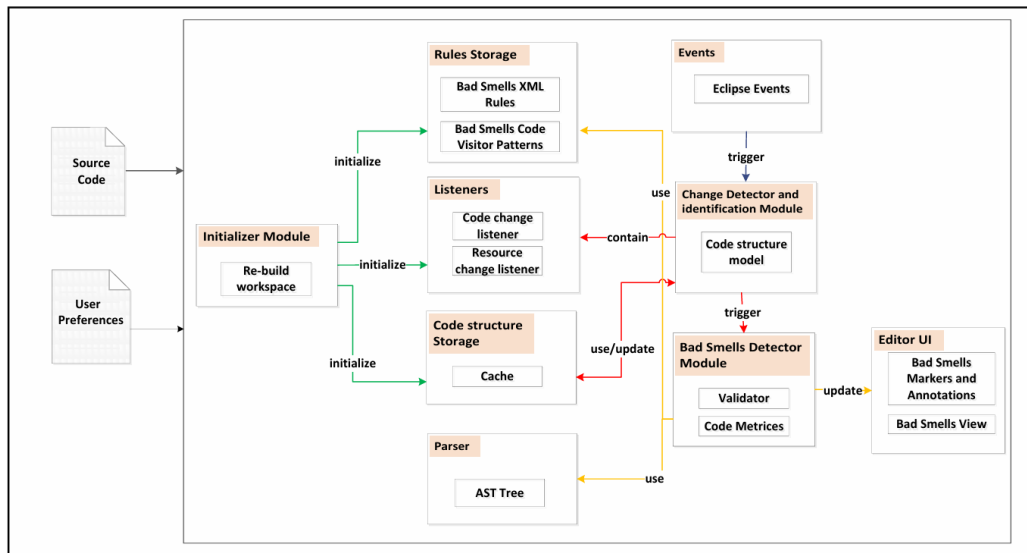 Source
Code
User
Preferences
Initializer Module
Re-build
workspace
initialize
initialize
initialize
Rules Storage
Bad Smells XML
Rules
Bad Smells Code
Visitor Patterns
Listeners
Code change
listener
Resource
change listener
Code structure
Storage
Cache
Parser
AST Tree
use
contain
use/update
use
Events
Eclipse Events
trigger
Change Detector and
identification Module
Code structure
model
trigger
Bad Smells Detector
Module
Validator
Code Metrices
update
Editor UI
Bad Smells
Markers and
Annotations
Bad Smells View